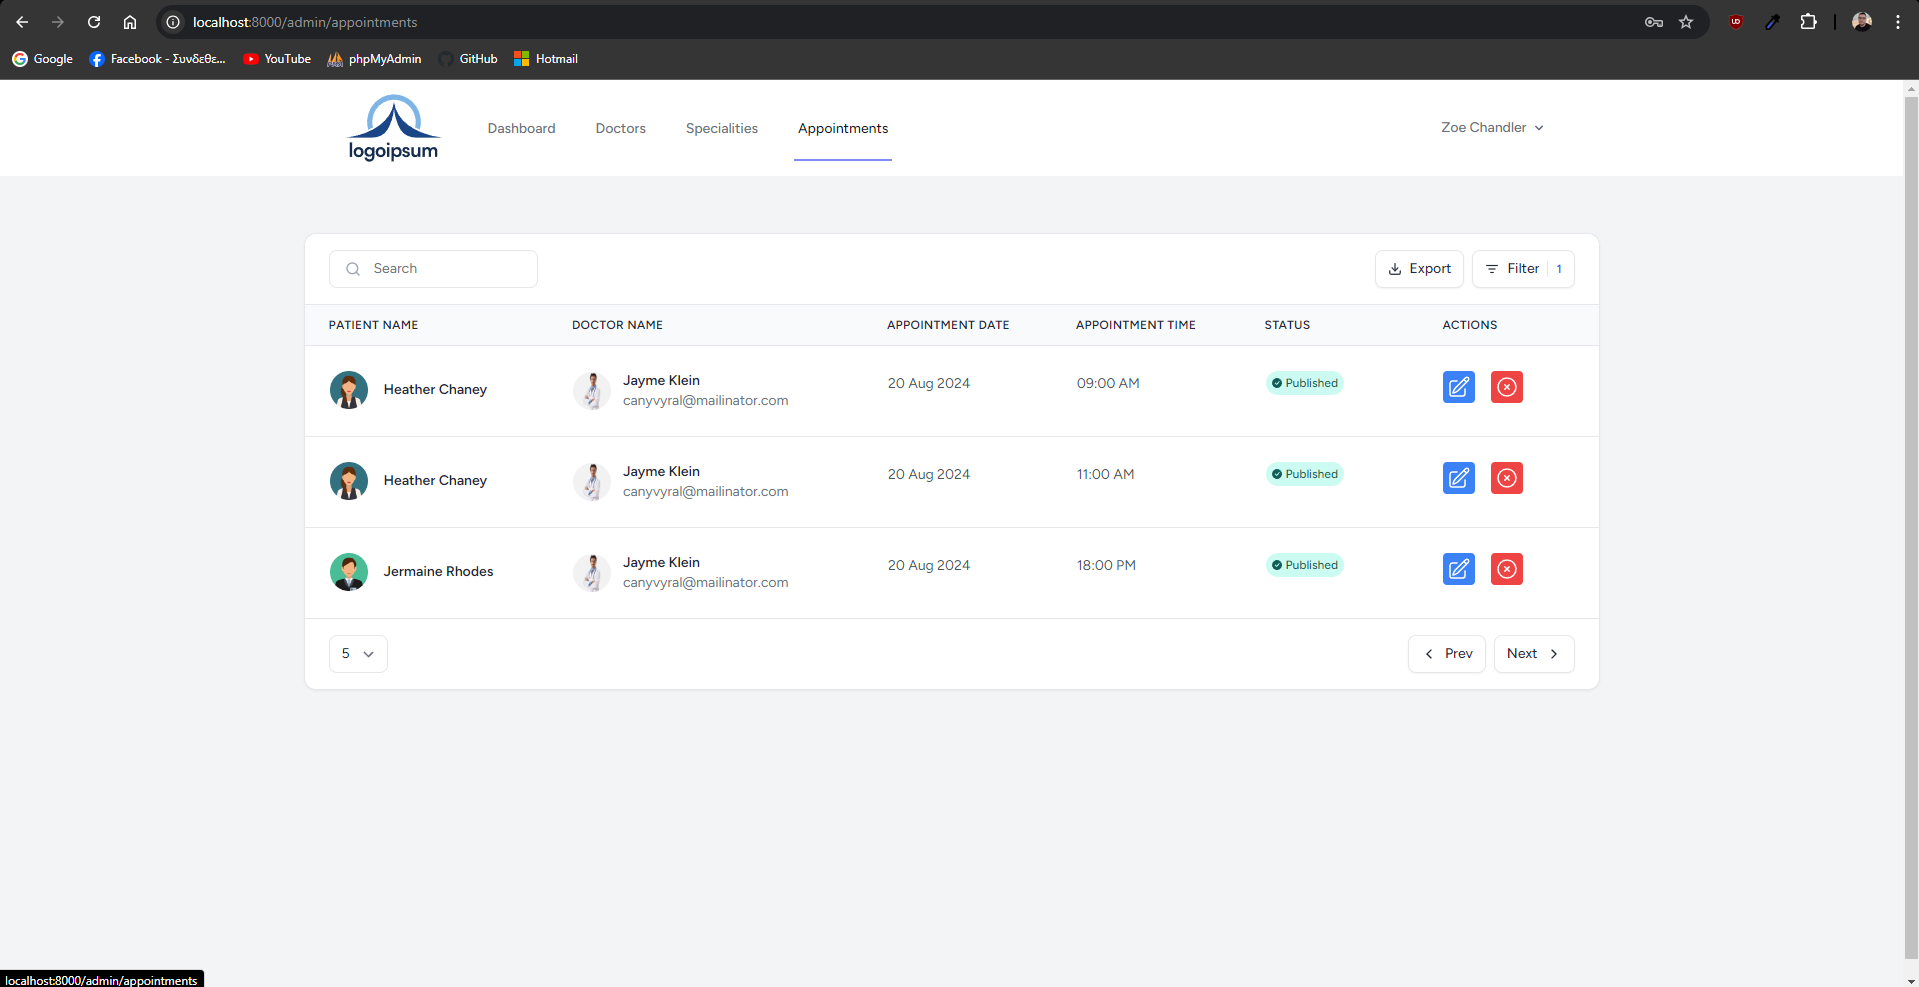 localhost:8000/admin/appointments
Google Facebook - Συνδεθε... YouTube phpMyAdmin GitHub Hotmail
logoipsum
Dashboard Doctors Specialities Appointments Zoe Chandler
Search Export Filter 1
PATIENT NAME DOCTOR NAME APPOINTMENT DATE APPOINTMENT TIME STATUS ACTIONS
Heather Chaney Jayme Klein 20 Aug 2024 09:00 AM Published
canyvyral@mailinator.com
Heather Chaney Jayme Klein 20 Aug 2024 11:00 AM Published
canyvyral@mailinator.com
Jermaine Rhodes Jayme Klein 20 Aug 2024 18:00 PM Published
canyvyral@mailinator.com
5 Prev Next
localhost:8000/admin/appointments